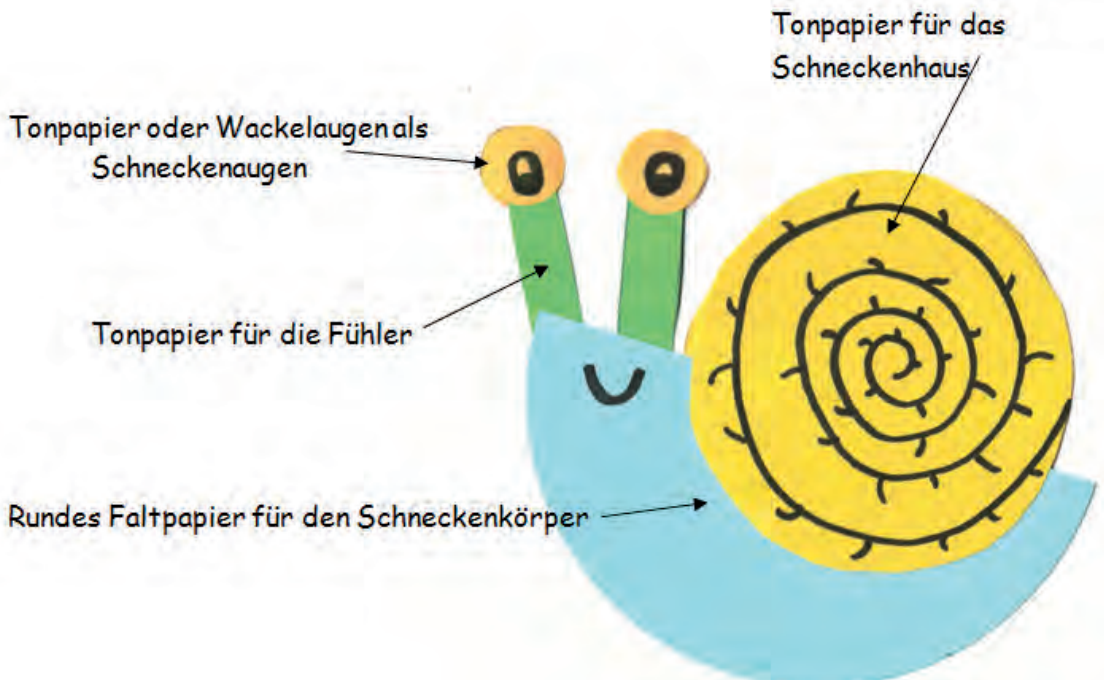 Tonpapier für das
Schneckenhaus
Tonpapier oder Wackelaugen als
Schneckenaugen
Tonpapier für die Fühler
Rundes Faltpapier für den Schneckenkörper